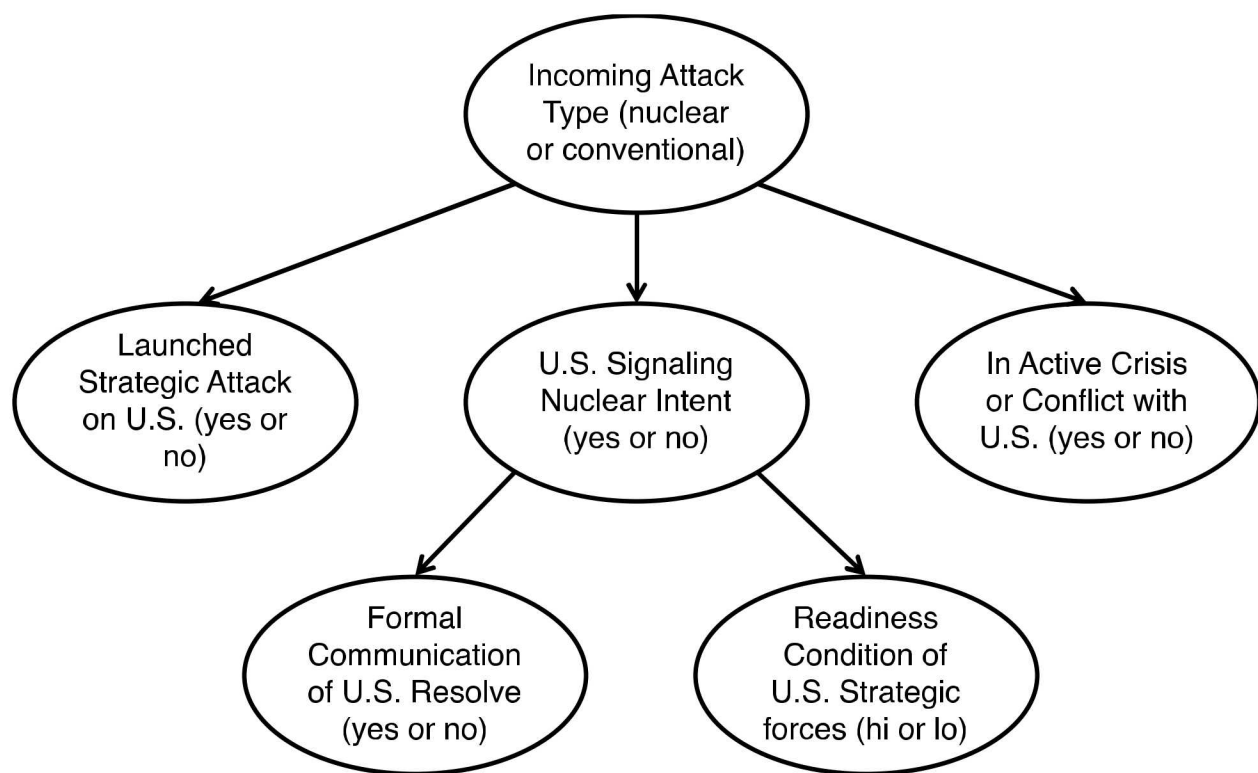 Incoming Attack
Type (nuclear
or conventional)
Launched
Strategic Attack
on U.S. (yes or
no)
U.S. Signaling
Nuclear Intent
(yes or no)
In Active Crisis
or Conflict with
U.S. (yes or no)
Formal
Communication
of U.S. Resolve
(yes or no)
Readiness
Condition of
U.S. Strategic
forces (hi or lo)